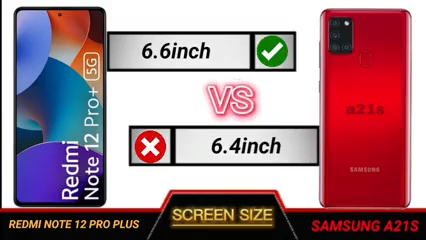 6.6inch
VS
6.4inch
Redmi
Note 12 Pro+ 5G
a21s
SAMSUNG
SCREEN SIZE
REDMI NOTE 12 PRO PLUS
SAMSUNG A21S